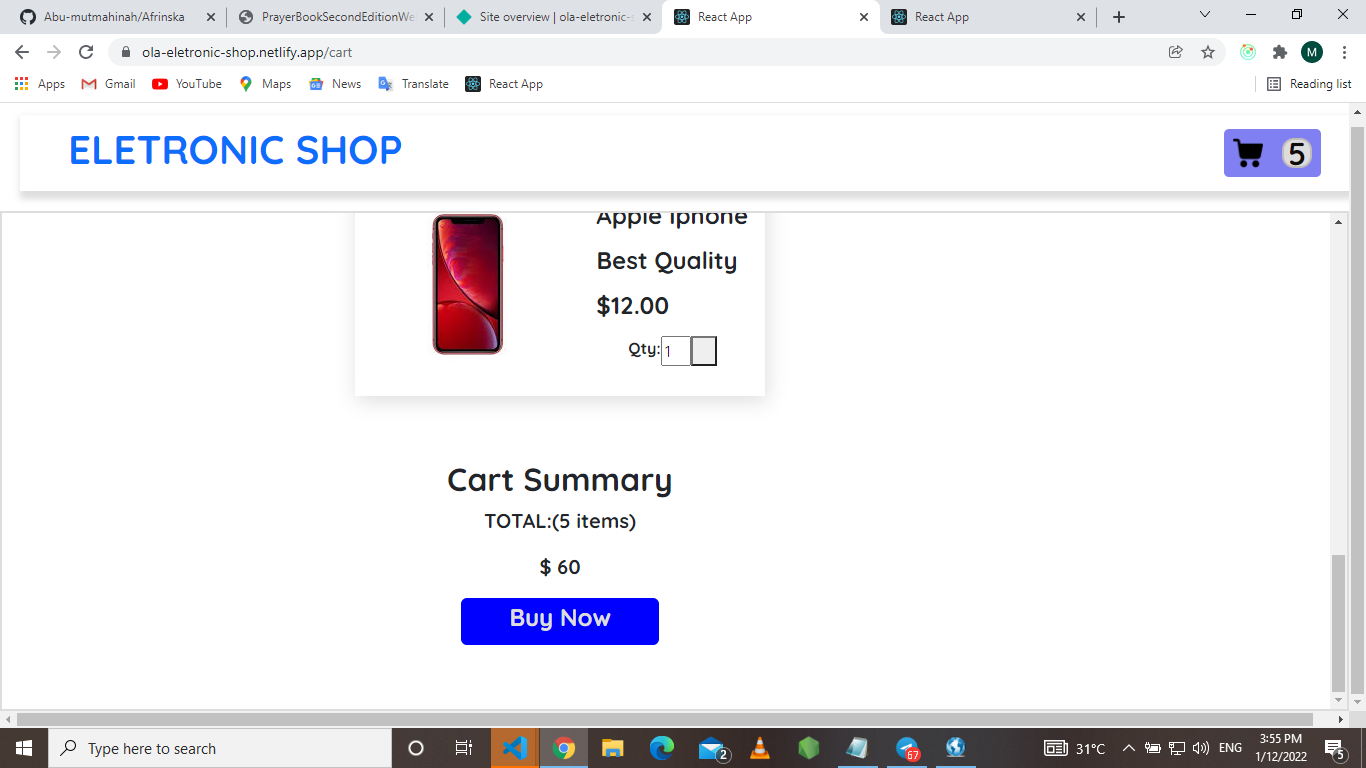 Abu-mutmahinah/Afrinska
PrayerBookSecondEditionWe
Site overview | ola-eletronic-s
React App
React App
ola-eletronic-shop.netlify.app/cart
M
Apps
Gmail
YouTube
Maps
News
Translate
React App
Reading list
ELETRONIC SHOP
5
Apple iphone
Best Quality
$12.00
Qty:1
Cart Summary
TOTAL:(5 items)
$ 60
Buy Now
Type here to search
2
67
31°C
ENG
3:55 PM
1/12/2022
5